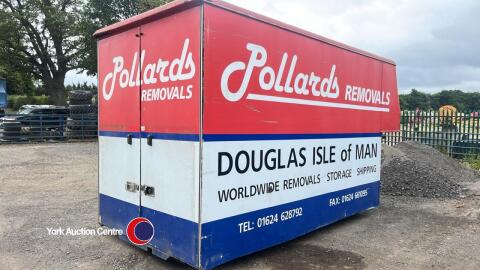 Pollards
REMOVALS
Pollards REMOVALS
DOUGLAS ISLE of MAN
WORLDWIDE REMOVALS · STORAGE · SHIPPING
TEL: 01624 628792
FAX: 01624 661095
York Auction Centre